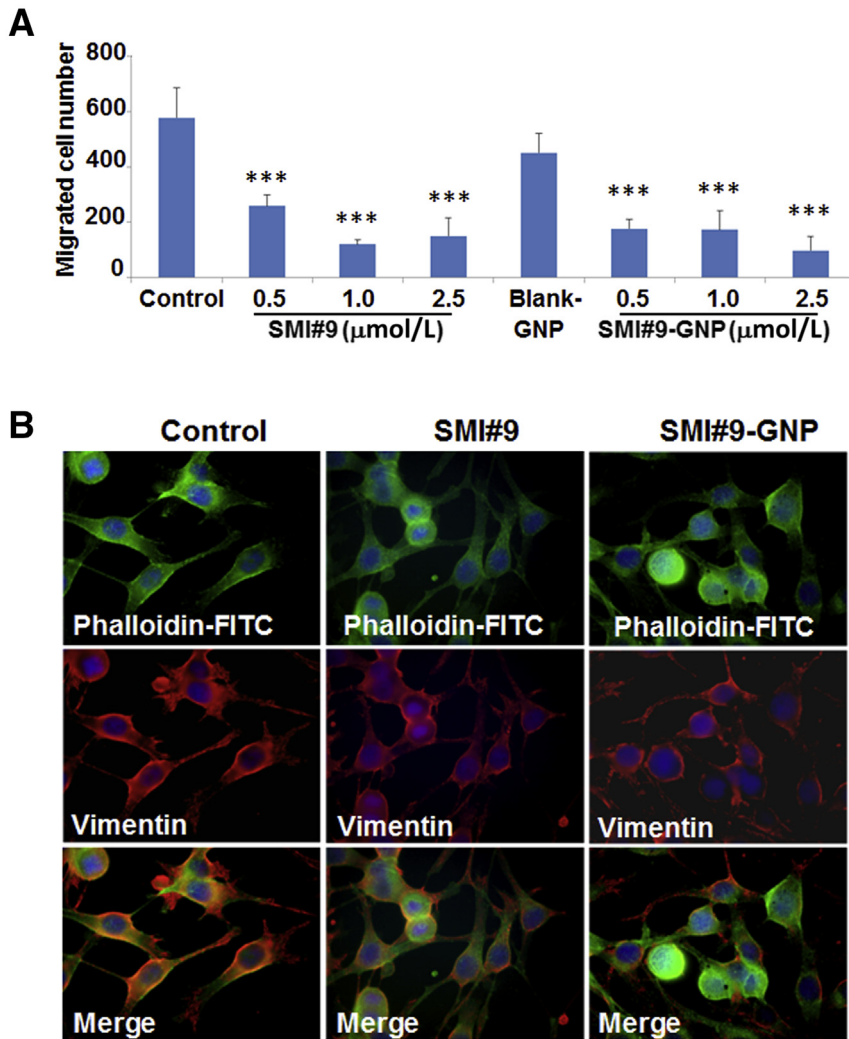 A
Migrated cell number
800
600
400
200
0
*** *** *** *** *** ***
Control 0.5 1.0 2.5 Blank- 0.5 1.0 2.5
SMI#9 (μmol/L) GNP SMI#9-GNP (μmol/L)
B
Control SMI#9 SMI#9-GNP
Phalloidin-FITC Phalloidin-FITC Phalloidin-FITC
Vimentin Vimentin Vimentin
Merge Merge Merge